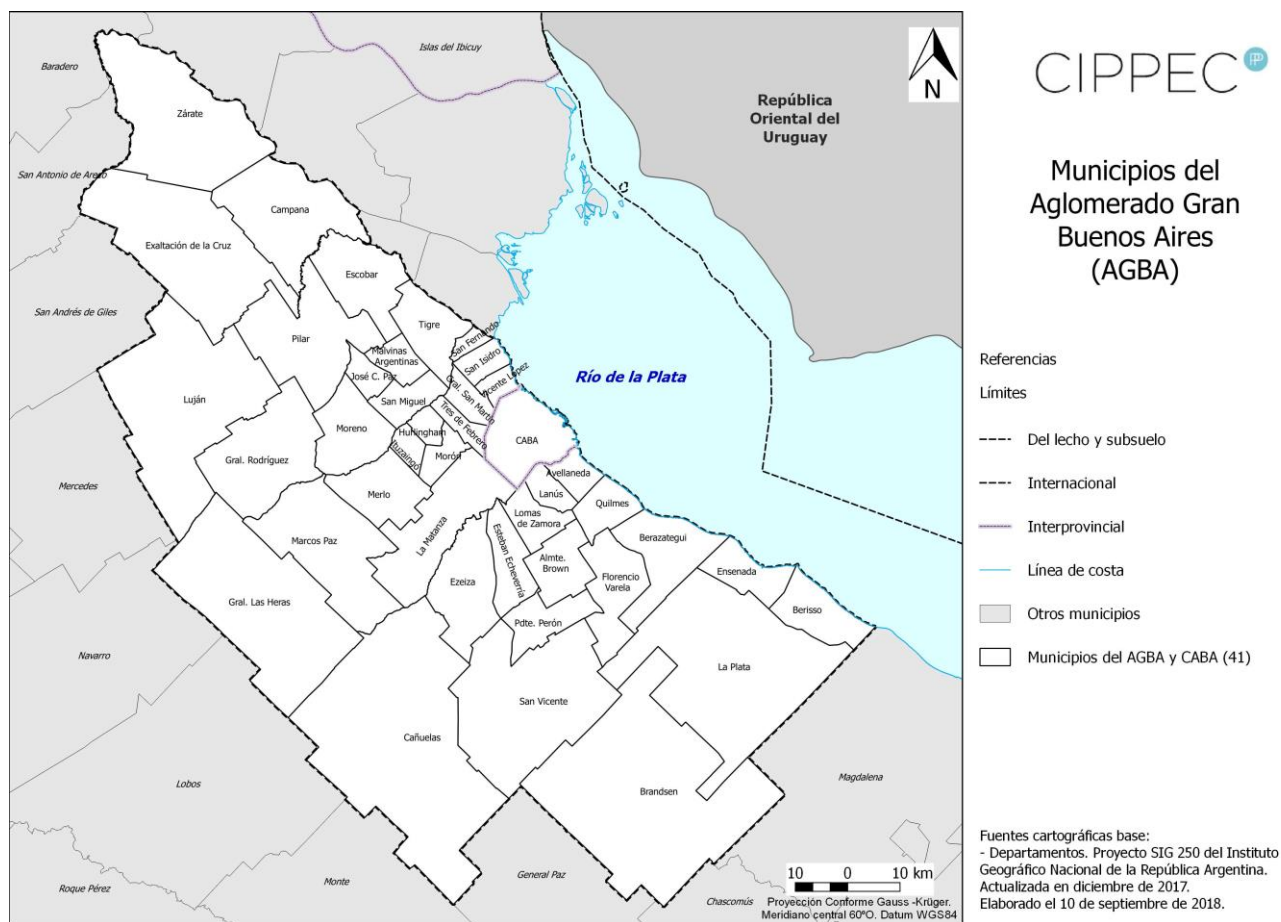 Islas del Ibicuy
Baradero
Zárate
República
Oriental del
Uruguay
N
San Antonio de Areco
Campana
Exaltación de la Cruz
Escobar
San Andrés de Giles
Tigre
Pilar
San Fernando
San Isidro
Malvinas
Argentinas
Vicente López
José C. Paz
Gral. San Martín
Río de la Plata
Luján
San Miguel
Tres de Febrero
Moreno
Hurlingham
CABA
Ituzaingó
Morón
Gral. Rodríguez
Avellaneda
Mercedes
Merlo
Lanús
Quilmes
Lomas
de Zamora
La Matanza
Marcos Paz
Esteban Echeverría
Berazategui
Almte.
Brown
Ensenada
Ezeiza
Florencio
Varela
Gral. Las Heras
Berisso
Pdte. Perón
Navarro
La Plata
San Vicente
Cañuelas
Lobos
Magdalena
Brandsen
Roque Pérez
Monte
General Paz
Chascomús
10 0 10 km
Proyección Conforme Gauss -Krüger.
Meridiano central 60ºO. Datum WGS84
CIPPEC PP
Municipios del
Aglomerado Gran
Buenos Aires
(AGBA)
Referencias
Límites
Del lecho y subsuelo
Internacional
Interprovincial
Línea de costa
Otros municipios
Municipios del AGBA y CABA (41)
Fuentes cartográficas base:
- Departamentos. Proyecto SIG 250 del Instituto
Geográfico Nacional de la República Argentina.
Actualizada en diciembre de 2017.
Elaborado el 10 de septiembre de 2018.